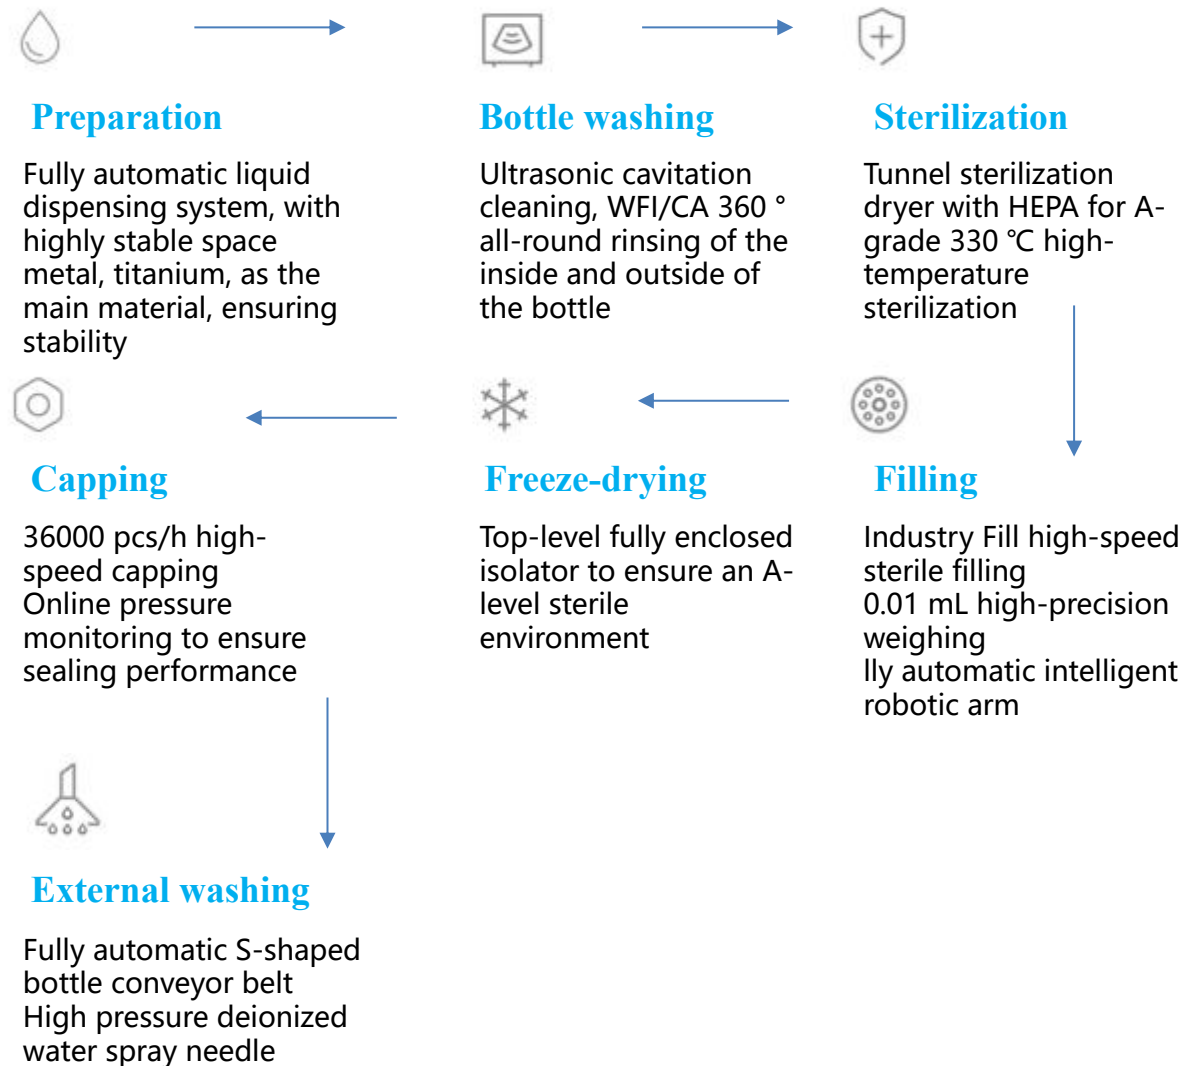 Preparation
Fully automatic liquid
dispensing system, with
highly stable space
metal, titanium, as the
main material, ensuring
stability
Bottle washing
Ultrasonic cavitation
cleaning, WFI/CA 360 °
all-round rinsing of the
inside and outside of
the bottle
Sterilization
Tunnel sterilization
dryer with HEPA for A-
grade 330 ℃ high-
temperature
sterilization
Filling
Industry Fill high-speed
sterile filling
0.01 mL high-precision
weighing
lly automatic intelligent
robotic arm
Freeze-drying
Top-level fully enclosed
isolator to ensure an A-
level sterile
environment
Capping
36000 pcs/h high-
speed capping
Online pressure
monitoring to ensure
sealing performance
External washing
Fully automatic S-shaped
bottle conveyor belt
High pressure deionized
water spray needle